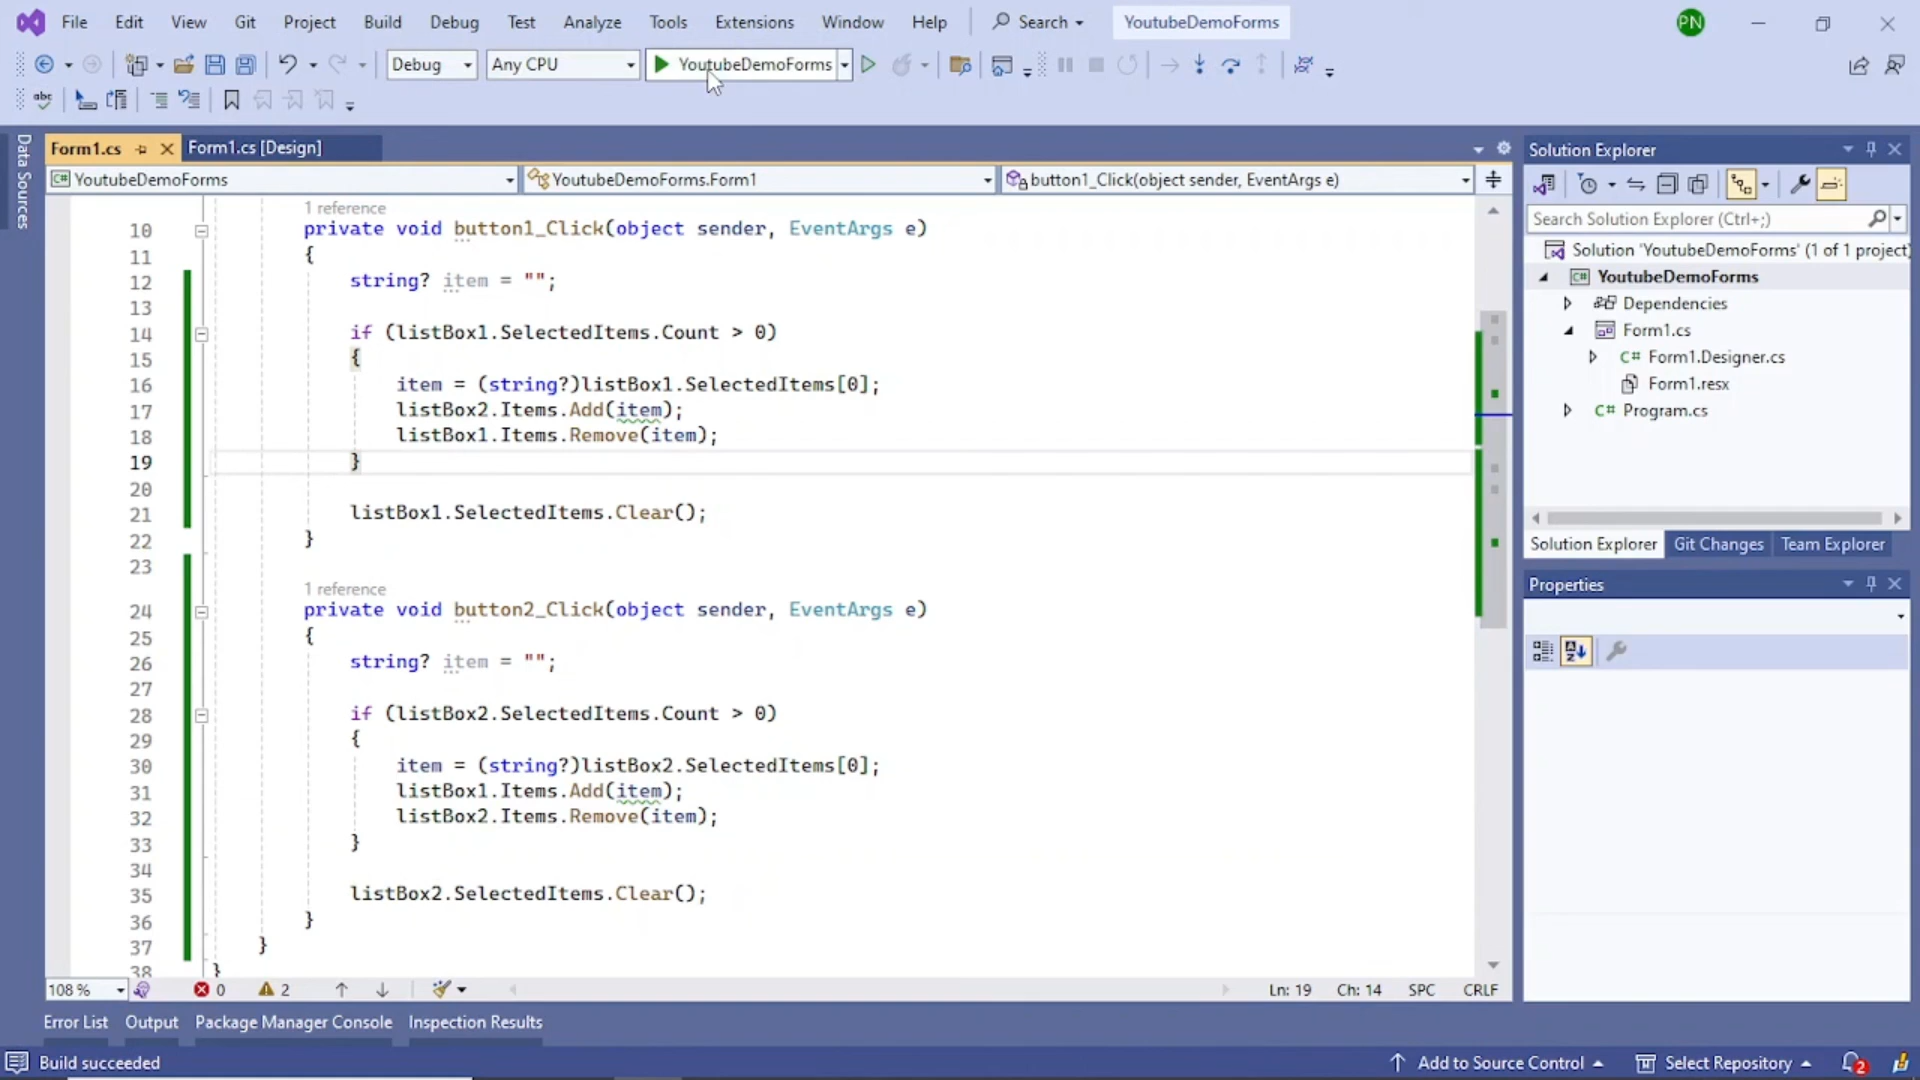 File Edit View Git Project Build Debug Test Analyze Tools Extensions Window Help Search YoutubeDemoForms PN
Debug Any CPU YoutubeDemoForms
abc
Data Sources
Form1.cs Form1.cs [Design]
C# YoutubeDemoForms YoutubeDemoForms.Form1 button1_Click(object sender, EventArgs e)
1 reference
10 private void button1_Click(object sender, EventArgs e)
11 {
12 string? item = "";
13
14 if (listBox1.SelectedItems.Count > 0)
15 {
16 item = (string?)listBox1.SelectedItems[0];
17 listBox2.Items.Add(item);
18 listBox1.Items.Remove(item);
19 }
20
21 listBox1.SelectedItems.Clear();
22 }
23
1 reference
24 private void button2_Click(object sender, EventArgs e)
25 {
26 string? item = "";
27
28 if (listBox2.SelectedItems.Count > 0)
29 {
30 item = (string?)listBox2.SelectedItems[0];
31 listBox1.Items.Add(item);
32 listBox2.Items.Remove(item);
33 }
34
35 listBox2.SelectedItems.Clear();
36 }
37 }
38 }
108 % 0 2 Ln: 19 Ch: 14 SPC CRLF
Solution Explorer
Search Solution Explorer (Ctrl+;)
Solution 'YoutubeDemoForms' (1 of 1 project)
C# YoutubeDemoForms
Dependencies
Form1.cs
C# Form1.Designer.cs
Form1.resx
C# Program.cs
Solution Explorer Git Changes Team Explorer
Properties
Error List Output Package Manager Console Inspection Results
Build succeeded Add to Source Control Select Repository 2